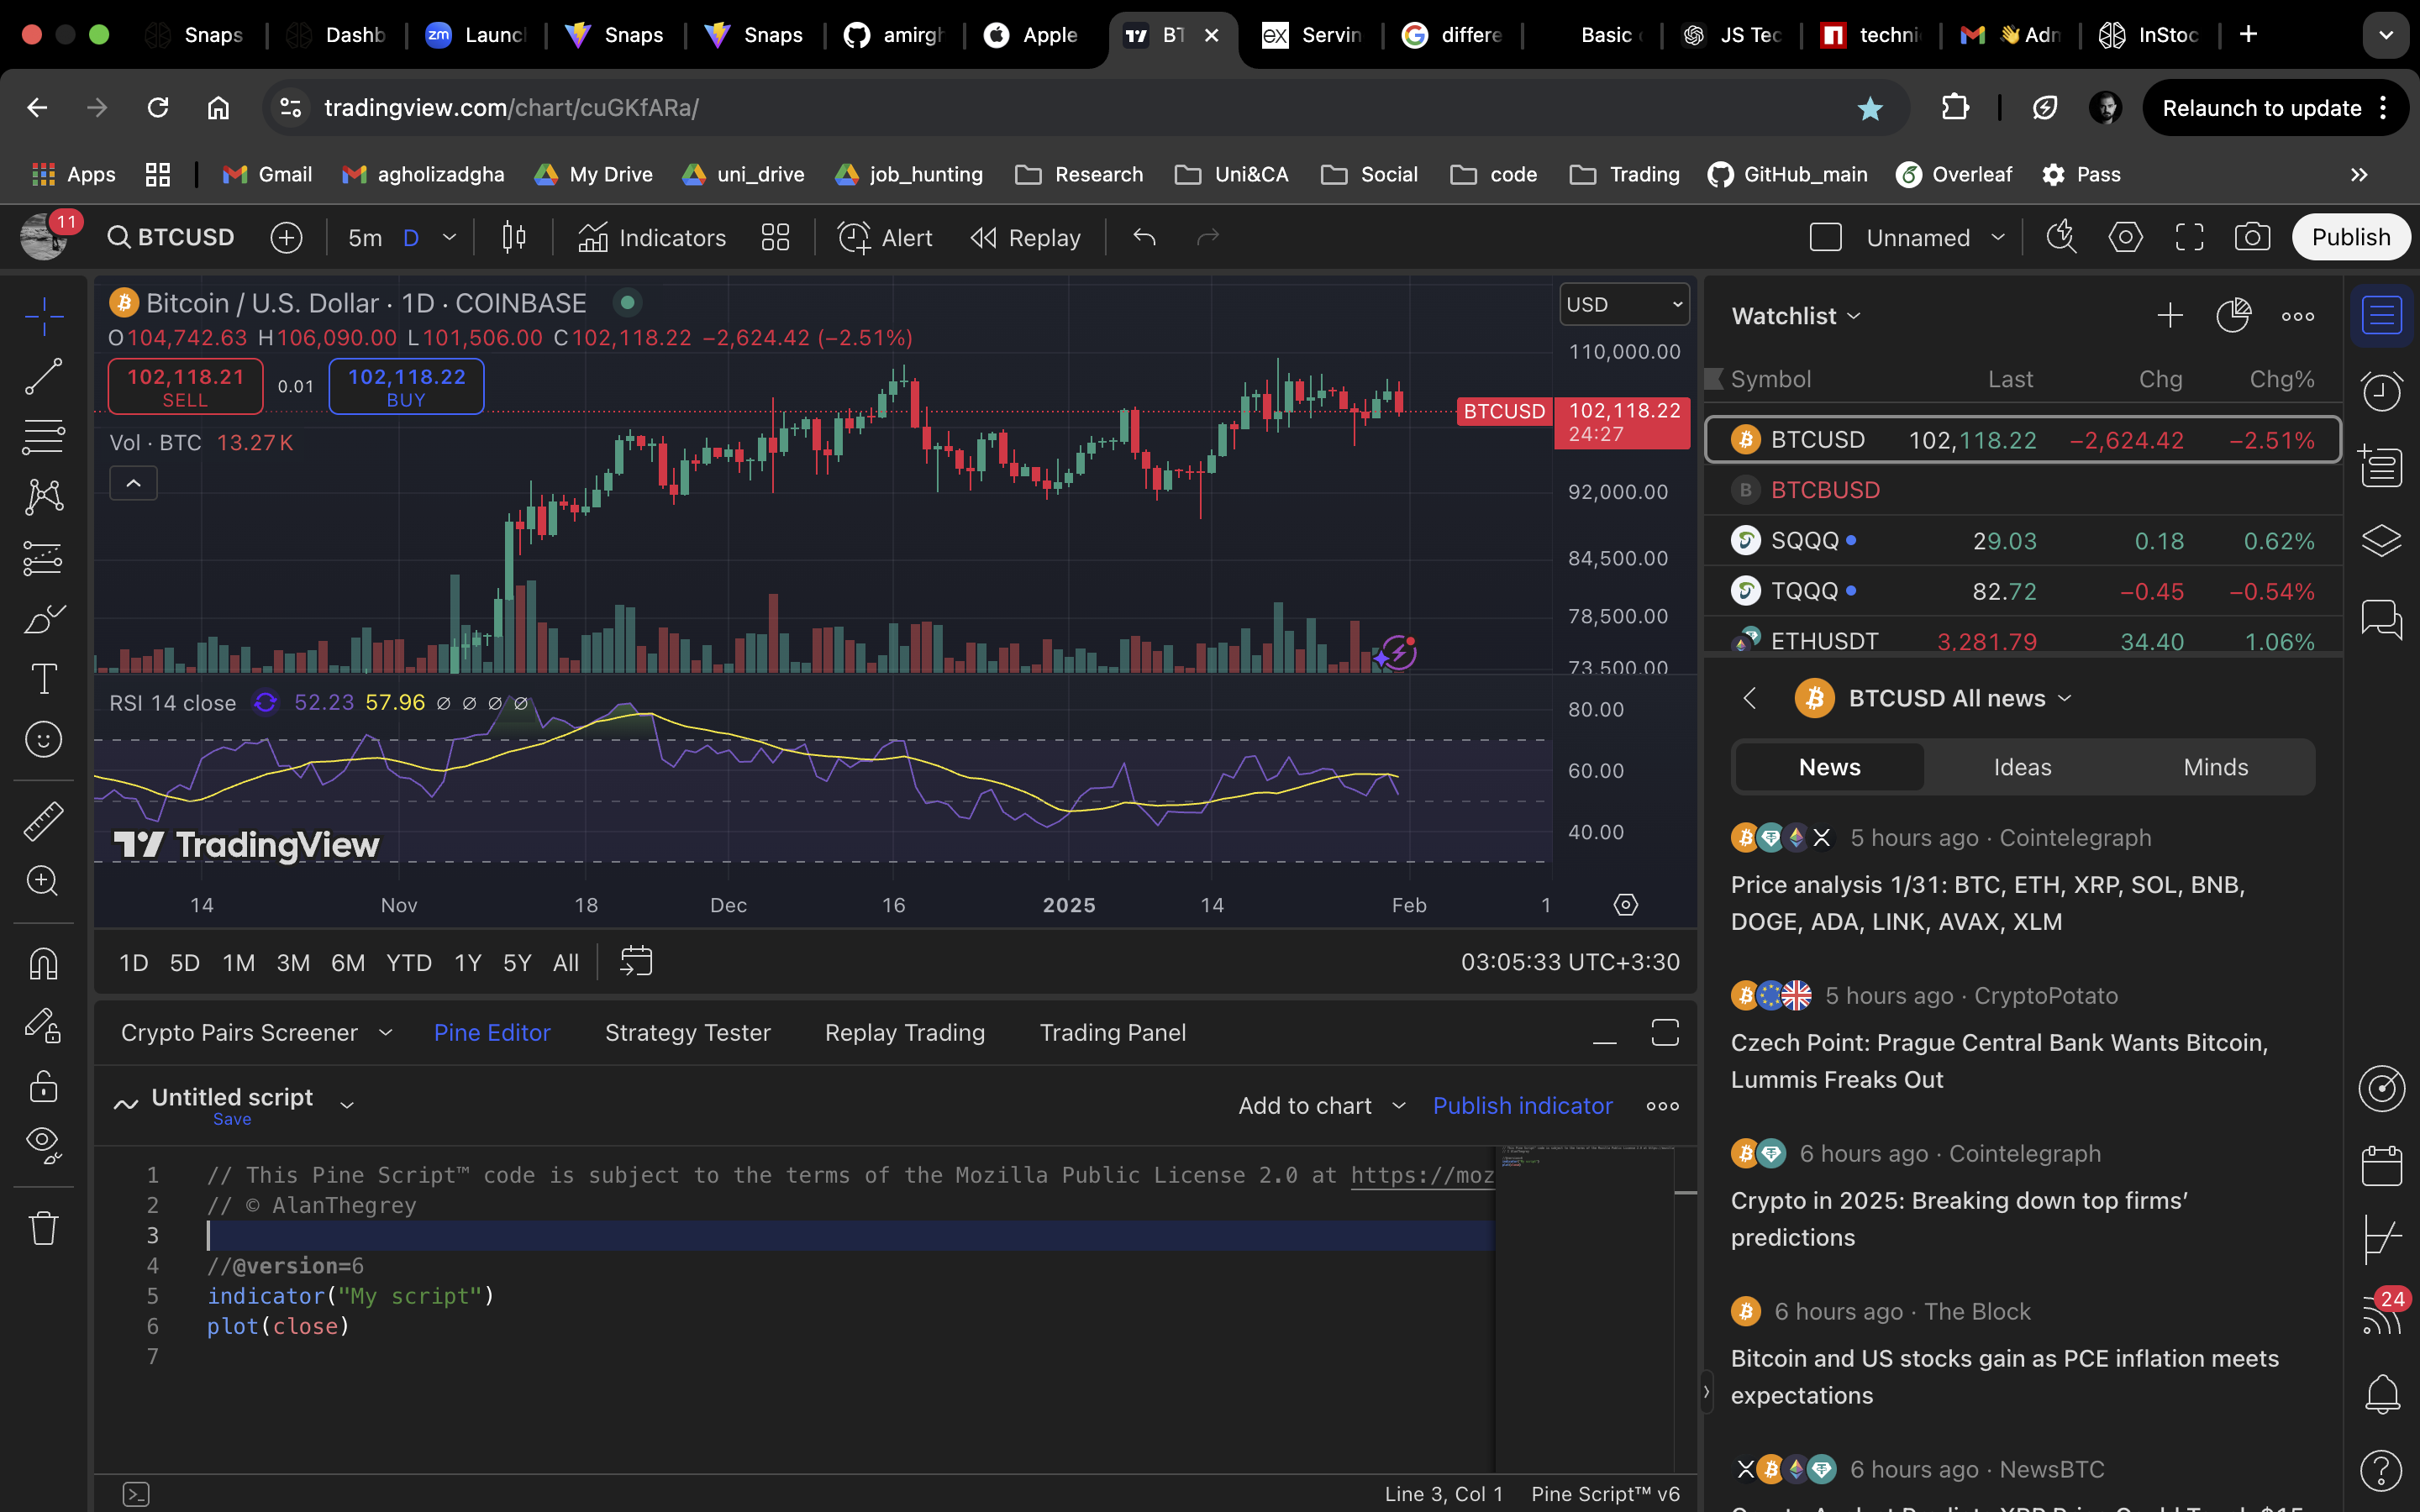 Snaps
Dashb
zm Launc
Snaps
Snaps
amirgh
Apple
BT
ex Servin
differe
Basic
JS Tec
techni
👋 Adm
InStoc
tradingview.com/chart/cuGKfARa/
Relaunch to update
Apps
Gmail
agholizadgha
My Drive
uni_drive
job_hunting
Research
Uni&CA
Social
code
Trading
GitHub_main
Overleaf
Pass
11
BTCUSD
5m D
Indicators
Alert
Replay
Unnamed
Publish
Bitcoin / U.S. Dollar · 1D · COINBASE
O104,742.63 H106,090.00 L101,506.00 C102,118.22 −2,624.42 (−2.51%)
102,118.21
SELL
0.01
102,118.22
BUY
Vol · BTC 13.27K
USD
110,000.00
BTCUSD 102,118.22
24:27
92,000.00
84,500.00
78,500.00
73,500.00
RSI 14 close 52.23 57.96 ∅ ∅ ∅ ∅
80.00
60.00
40.00
TradingView
14 Nov 18 Dec 16 2025 14 Feb 1
1D 5D 1M 3M 6M YTD 1Y 5Y All
03:05:33 UTC+3:30
Crypto Pairs Screener
Pine Editor
Strategy Tester
Replay Trading
Trading Panel
Untitled script
Save
Add to chart
Publish indicator
1 // This Pine Script™ code is subject to the terms of the Mozilla Public License 2.0 at https://moz
2 // © AlanThegrey
3
4 //@version=6
5 indicator("My script")
6 plot(close)
7
Line 3, Col 1 Pine Script™ v6
Watchlist
Symbol Last Chg Chg%
BTCUSD 102,118.22 −2,624.42 −2.51%
B BTCBUSD
SQQQ 29.03 0.18 0.62%
TQQQ 82.72 −0.45 −0.54%
ETHUSDT 3,281.79 34.40 1.06%
BTCUSD All news
News Ideas Minds
5 hours ago · Cointelegraph
Price analysis 1/31: BTC, ETH, XRP, SOL, BNB,
DOGE, ADA, LINK, AVAX, XLM
5 hours ago · CryptoPotato
Czech Point: Prague Central Bank Wants Bitcoin,
Lummis Freaks Out
6 hours ago · Cointelegraph
Crypto in 2025: Breaking down top firms'
predictions
6 hours ago · The Block
Bitcoin and US stocks gain as PCE inflation meets
expectations
6 hours ago · NewsBTC
24